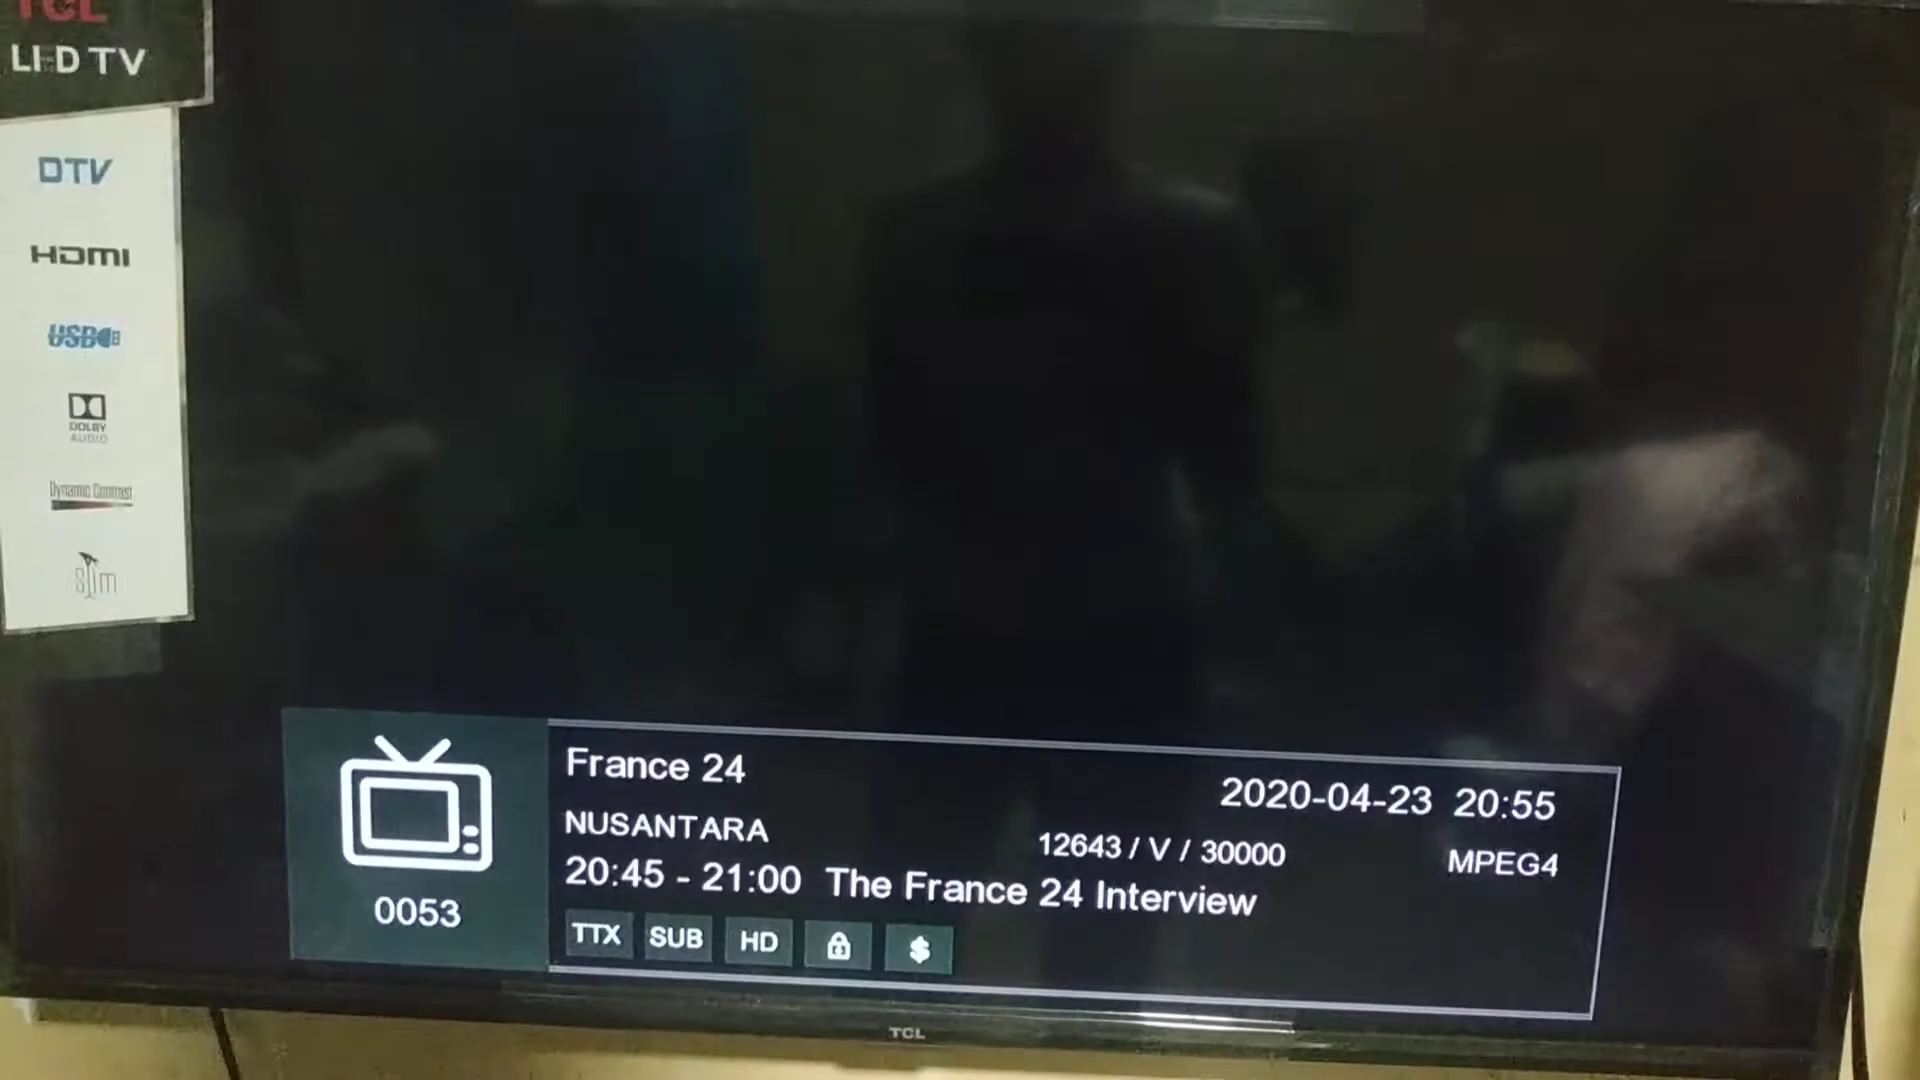 TCL
LED TV
DTV
HDMI
USB
DOLBY
AUDIO
Dynamic Contrast
slim
France 24
2020-04-23 20:55
NUSANTARA
12643 / V / 30000
MPEG4
20:45 - 21:00 The France 24 Interview
0053
TTX SUB HD $
TCL